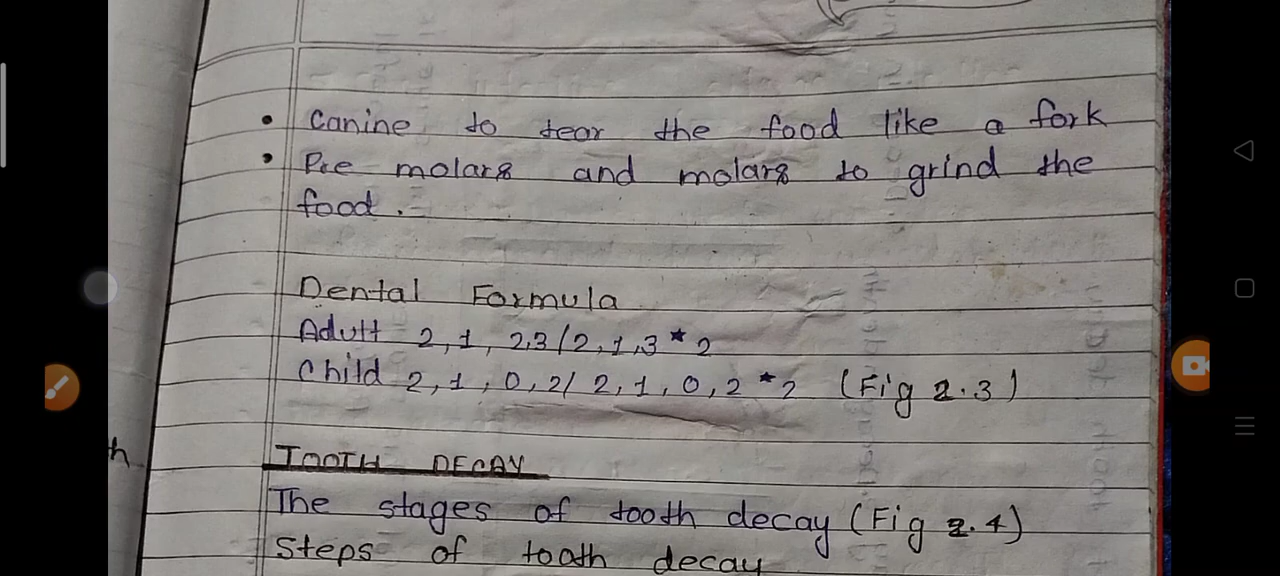 • Canine to tear the food like a fork
• Pre molars and molars to grind the
food.
Dental Formula
Adult 2,1,2,3/2,1,3*2
Child 2,1,0,2/2,1,0,2*2 (Fig 2.3)
TOOTH DECAY
The stages of tooth decay (Fig 2.4)
Steps of tooth decay